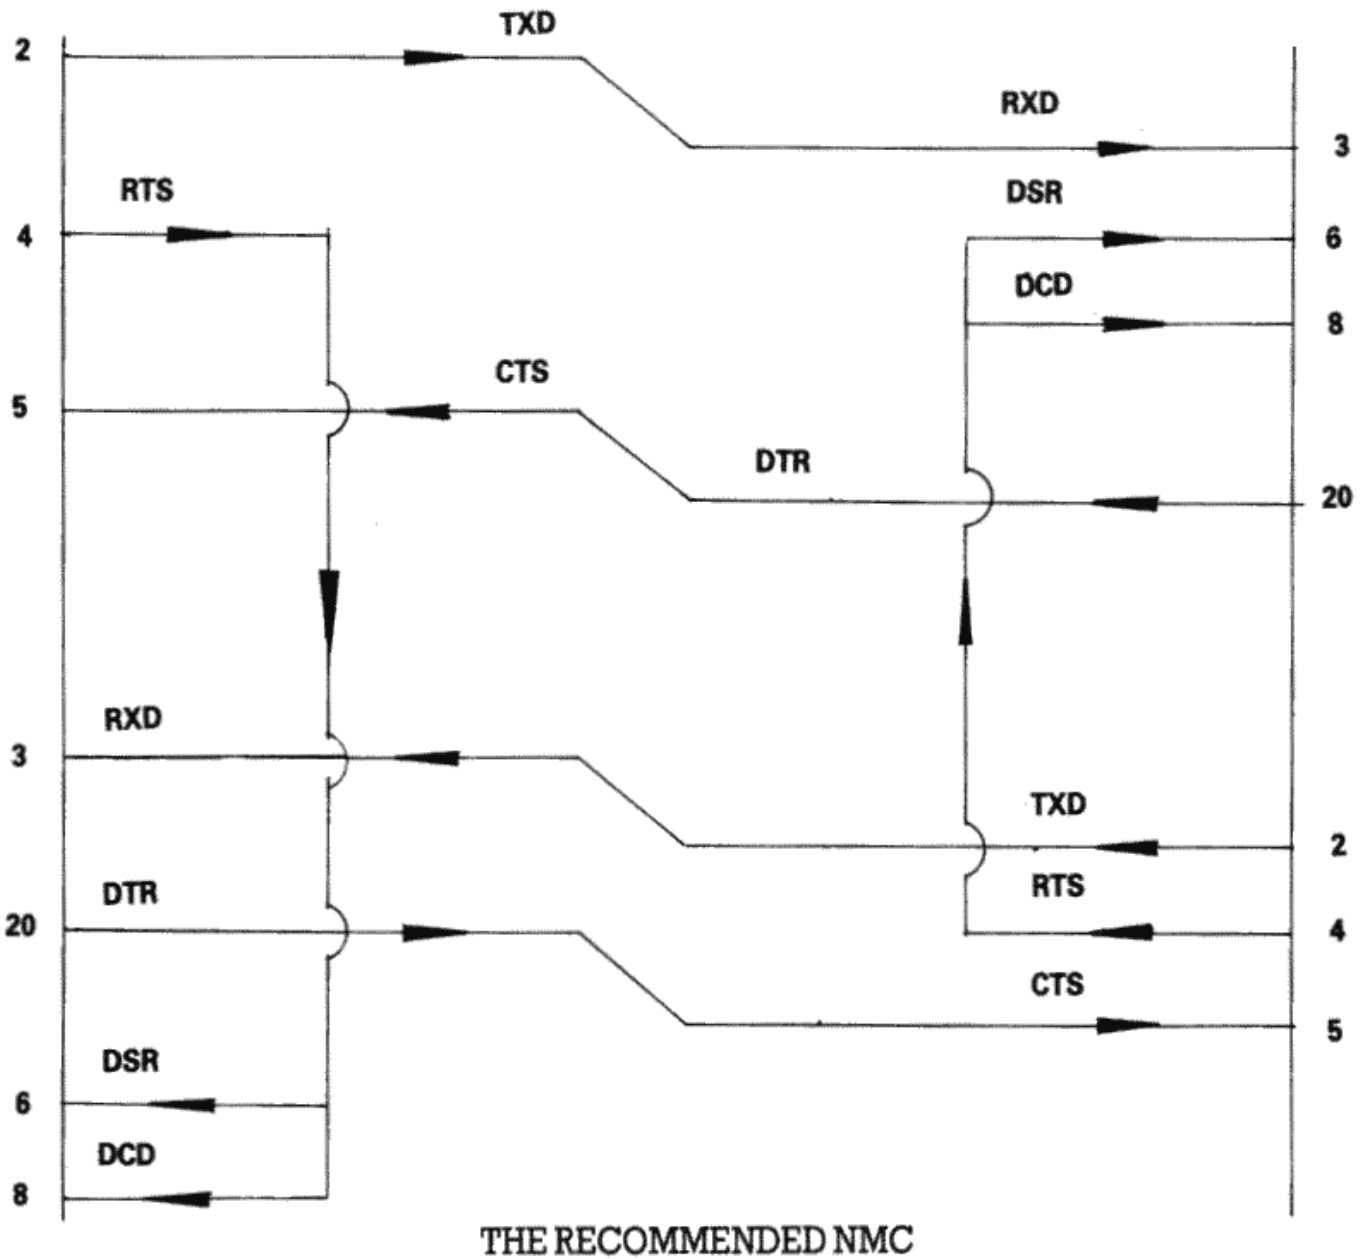 TXD
2
RXD
3
RTS
DSR
4
6
DCD
8
CTS
5
DTR
20
RXD
3
TXD
2
DTR
RTS
20
4
CTS
5
DSR
6
DCD
8
THE RECOMMENDED NMC